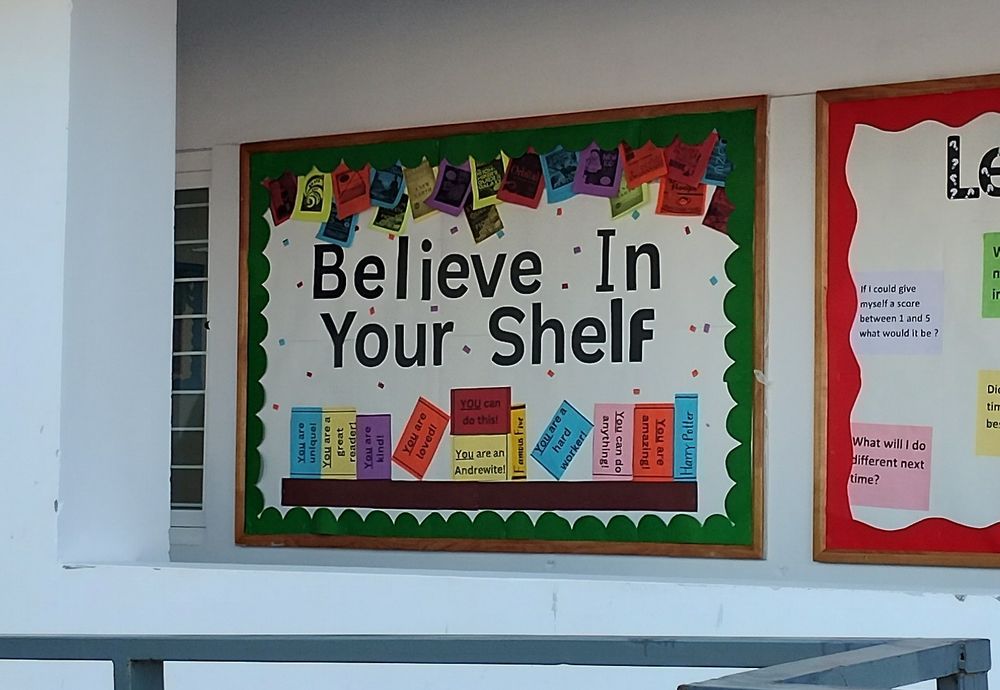 Believe In
Your Shelf
You are
unique!
You are a
great
reader!
You are
kind!
You are
loved!
YOU can
do this!
You are an
Andrewite!
Famous Five
You are a
hard
worker!
You can do
anything!
You are
amazing!
Harry Potter
Le
If I could give
myself a score
between 1 and 5
what would it be ?
What will I do
different next
time?